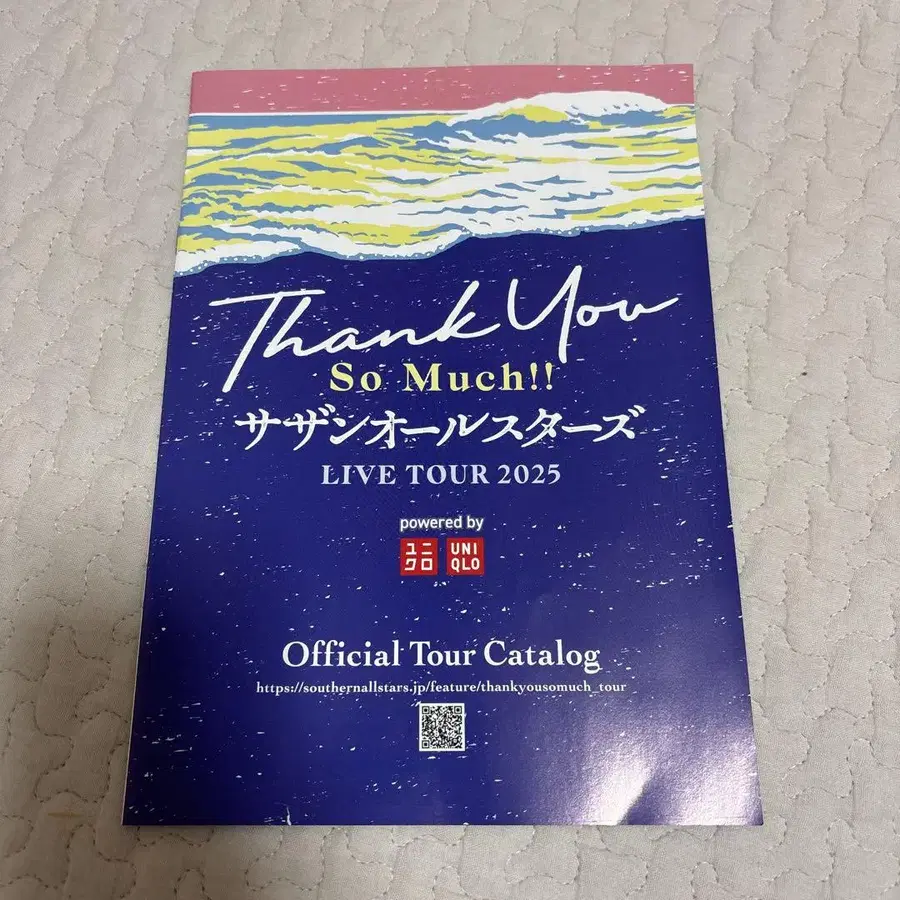 Thank You
So Much!!
サザンオールスターズ
LIVE TOUR 2025
powered by
ユニクロ UNIQLO
Official Tour Catalog
https://southernallstars.jp/feature/thankyousomuch_tour